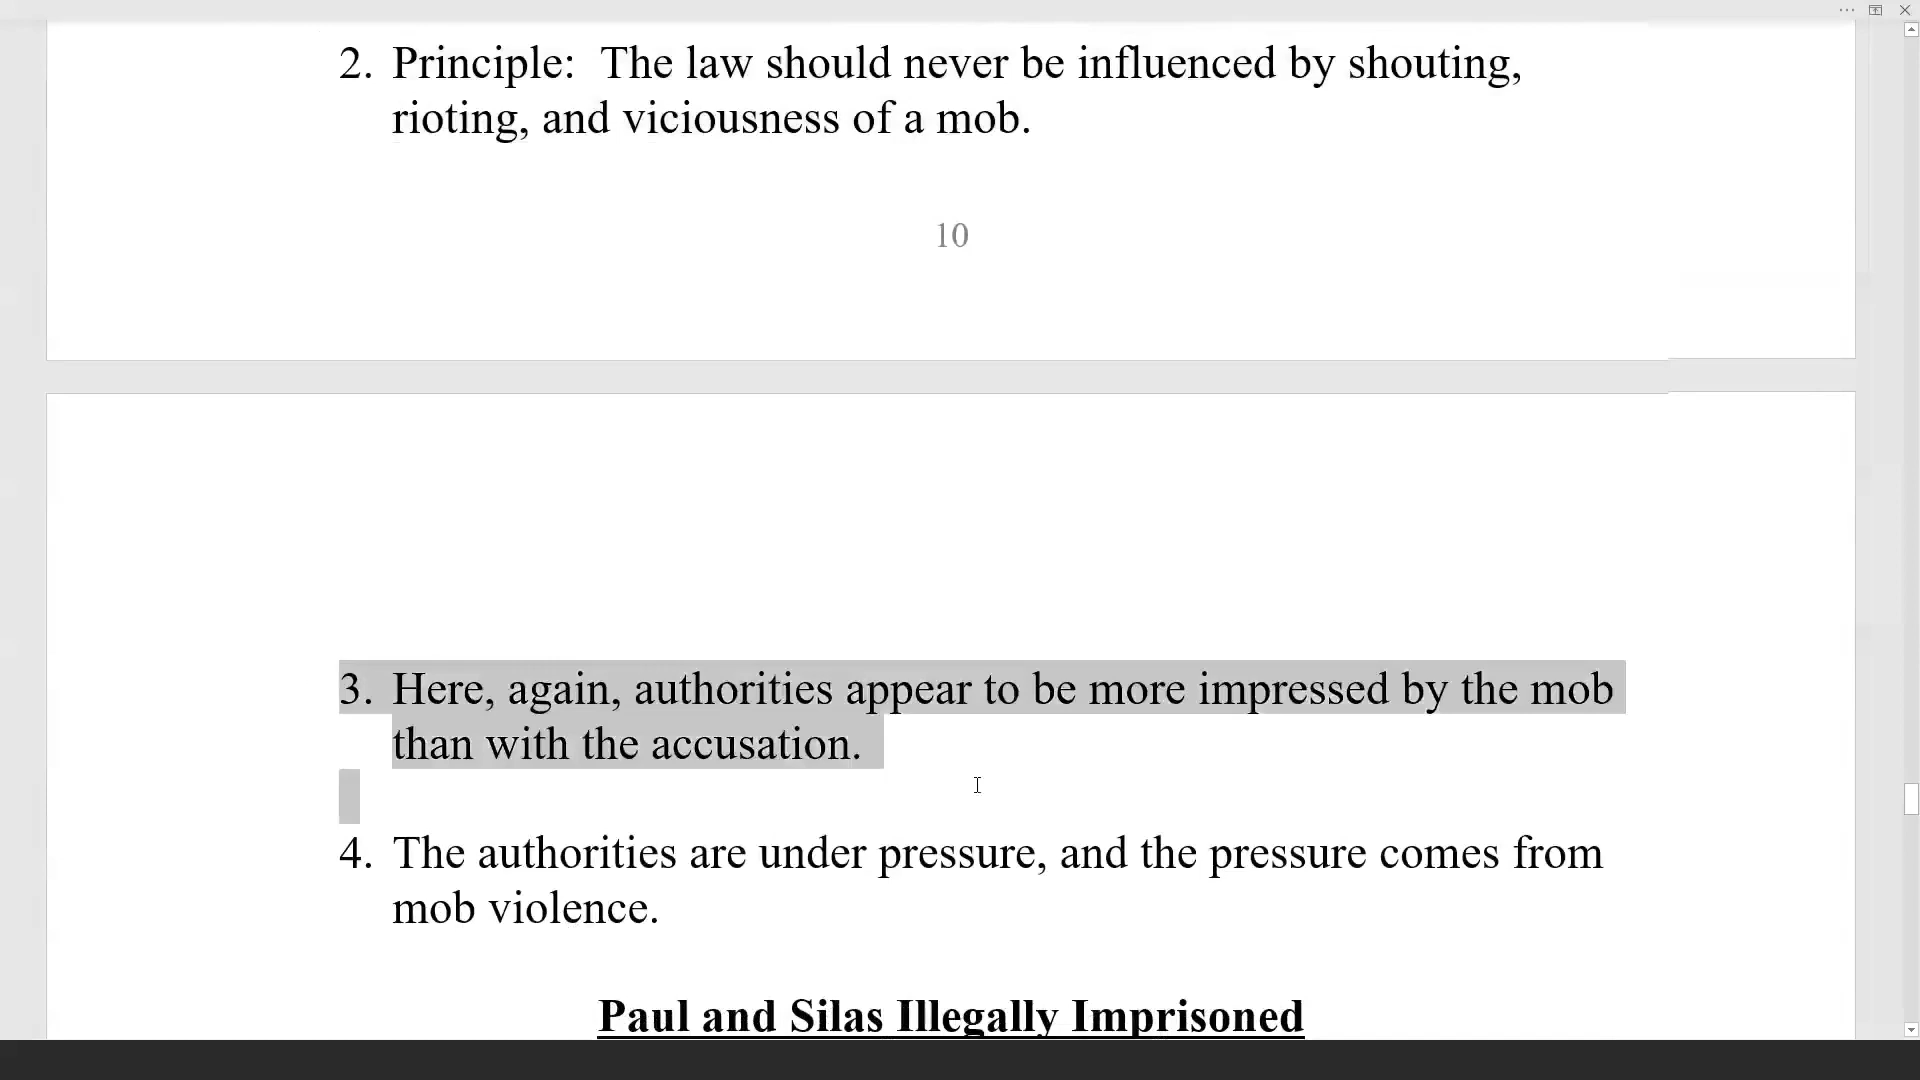 2. Principle:  The law should never be influenced by shouting,
rioting, and viciousness of a mob.
10
3. Here, again, authorities appear to be more impressed by the mob
than with the accusation.
4. The authorities are under pressure, and the pressure comes from
mob violence.
Paul and Silas Illegally Imprisoned